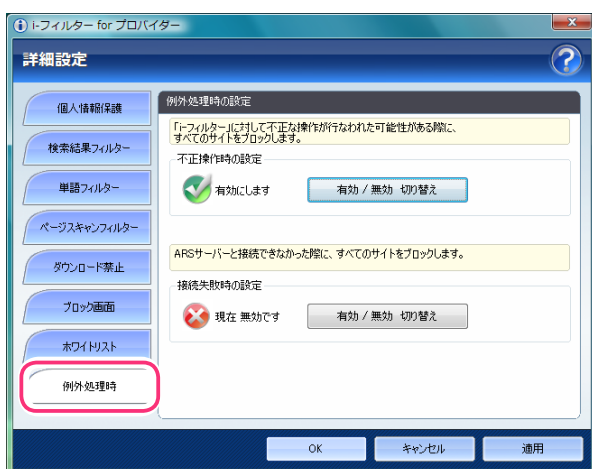 i-フィルター for プロバイダー
詳細設定
?
個人情報保護
検索結果フィルター
単語フィルター
ページスキャンフィルター
ダウンロード禁止
ブロック画面
ホワイトリスト
例外処理時
例外処理時の設定
「i-フィルター」に対して不正な操作が行なわれた可能性がある際に、
すべてのサイトをブロックします。
不正操作時の設定
有効にします
有効 / 無効 切り替え
ARSサーバーと接続できなかった際に、すべてのサイトをブロックします。
接続失敗時の設定
現在 無効です
有効 / 無効 切り替え
OK
キャンセル
適用